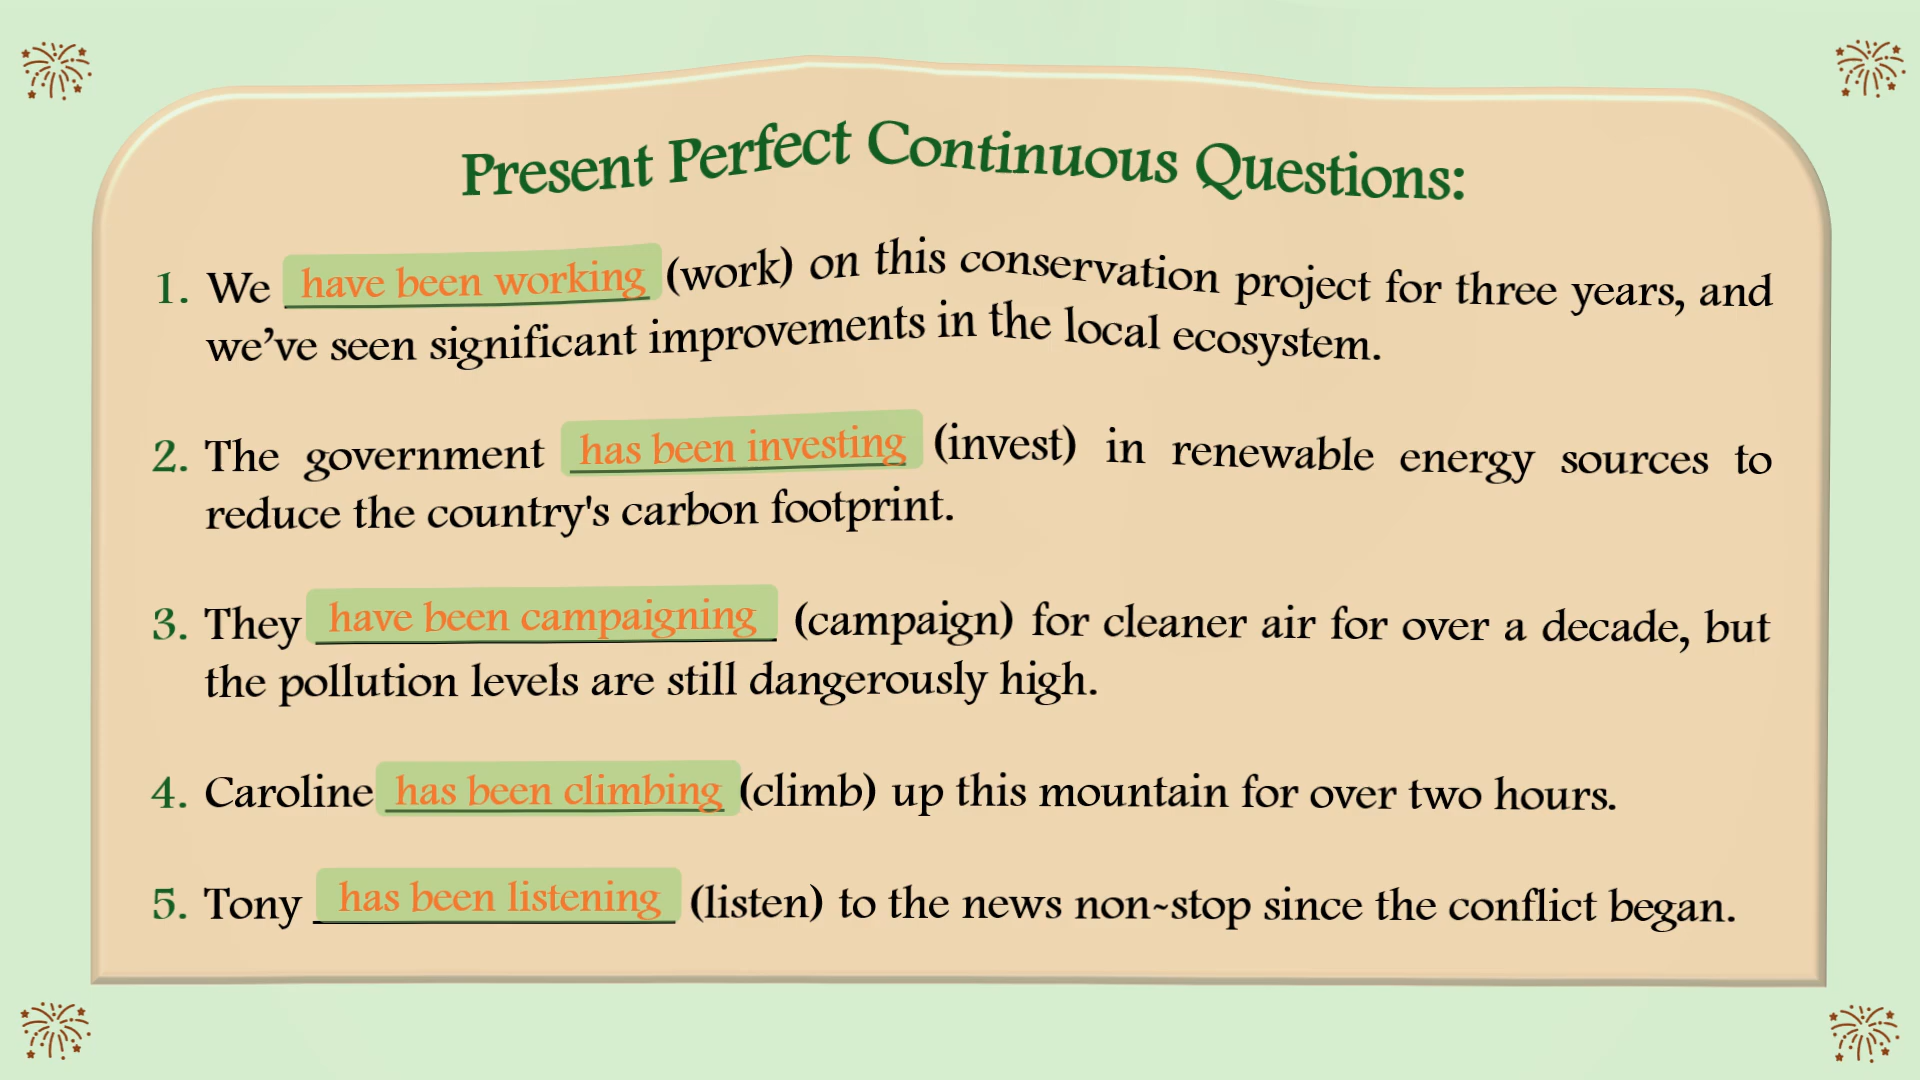 Present Perfect Continuous Questions:
1. We have been working (work) on this conservation project for three years, and
we’ve seen significant improvements in the local ecosystem.
2. The government has been investing (invest) in renewable energy sources to
reduce the country's carbon footprint.
3. They have been campaigning (campaign) for cleaner air for over a decade, but
the pollution levels are still dangerously high.
4. Caroline has been climbing (climb) up this mountain for over two hours.
5. Tony has been listening (listen) to the news non-stop since the conflict began.